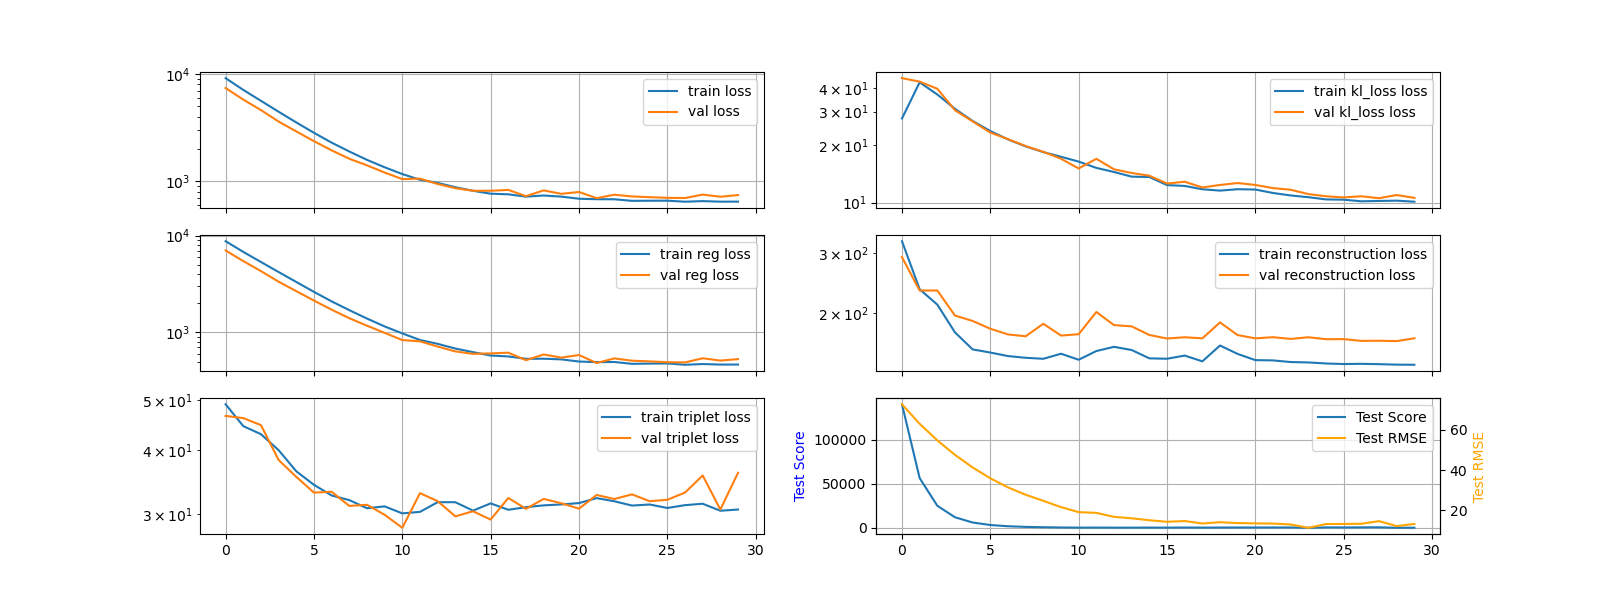 10⁴
10³
train loss
val loss
4 × 10¹
3 × 10¹
2 × 10¹
10¹
train kl_loss loss
val kl_loss loss
10⁴
10³
train reg loss
val reg loss
3 × 10²
2 × 10²
train reconstruction loss
val reconstruction loss
5 × 10¹
4 × 10¹
3 × 10¹
train triplet loss
val triplet loss
0 5 10 15 20 25 30
Test Score
100000
50000
0
Test Score
Test RMSE
60
40
20
Test RMSE
0 5 10 15 20 25 30